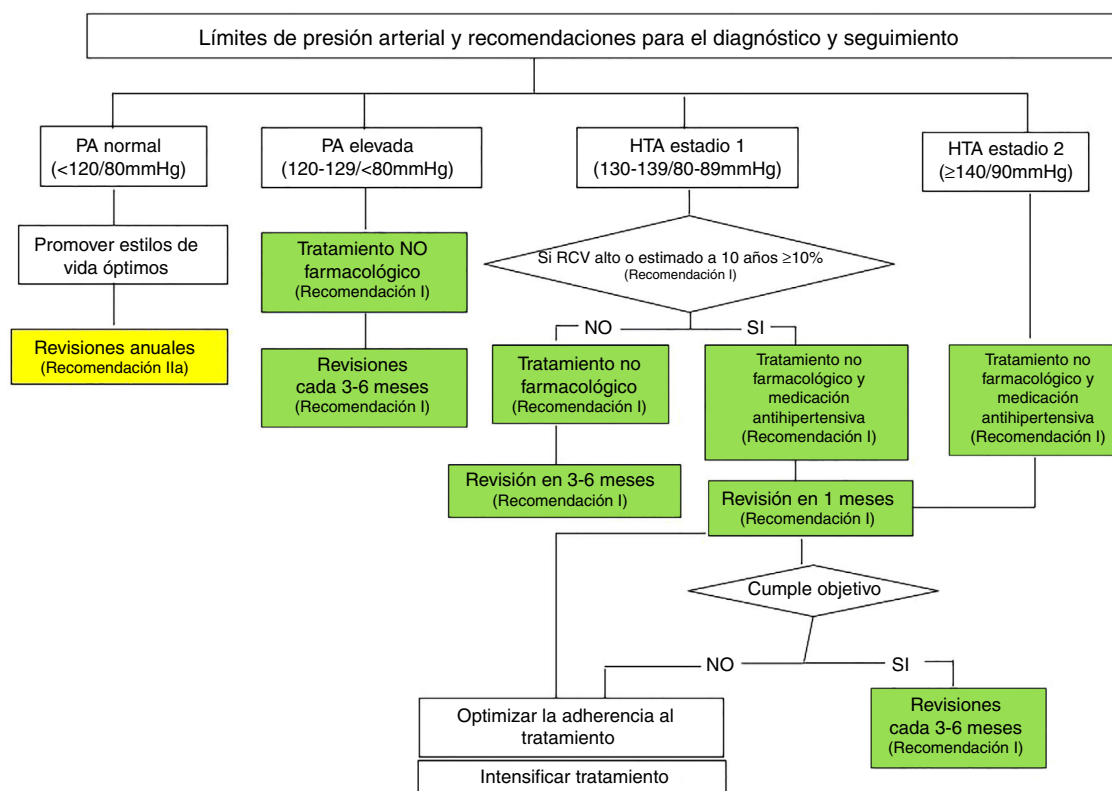 Límites de presión arterial y recomendaciones para el diagnóstico y seguimiento
PA normal
(<120/80mmHg)
PA elevada
(120-129/<80mmHg)
HTA estadio 1
(130-139/80-89mmHg)
HTA estadio 2
(≥140/90mmHg)
Promover estilos de
vida óptimos
Tratamiento NO
farmacológico
(Recomendación I)
Si RCV alto o estimado a 10 años ≥10%
(Recomendación I)
NO
SI
Revisiones anuales
(Recomendación IIa)
Revisiones
cada 3-6 meses
(Recomendación I)
Tratamiento no
farmacológico
(Recomendación I)
Tratamiento no
farmacológico y
medicación
antihipertensiva
(Recomendación I)
Tratamiento no
farmacológico y
medicación
antihipertensiva
(Recomendación I)
Revisión en 3-6 meses
(Recomendación I)
Revisión en 1 meses
(Recomendación I)
Cumple objetivo
NO
SI
Optimizar la adherencia al
tratamiento
Intensificar tratamiento
Revisiones
cada 3-6 meses
(Recomendación I)